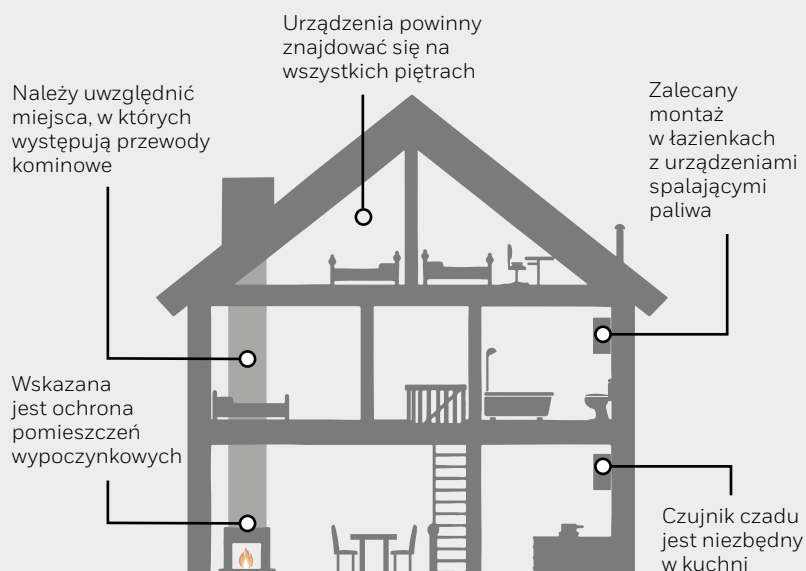 Urządzenia powinny
znajdować się na
wszystkich piętrach
Należy uwzględnić
miejsca, w których
występują przewody
kominowe
Zalecany
montaż
w łazienkach
z urządzeniami
spalającymi
paliwa
Wskazana
jest ochrona
pomieszczeń
wypoczynkowych
Czujnik czadu
jest niezbędny
w kuchni